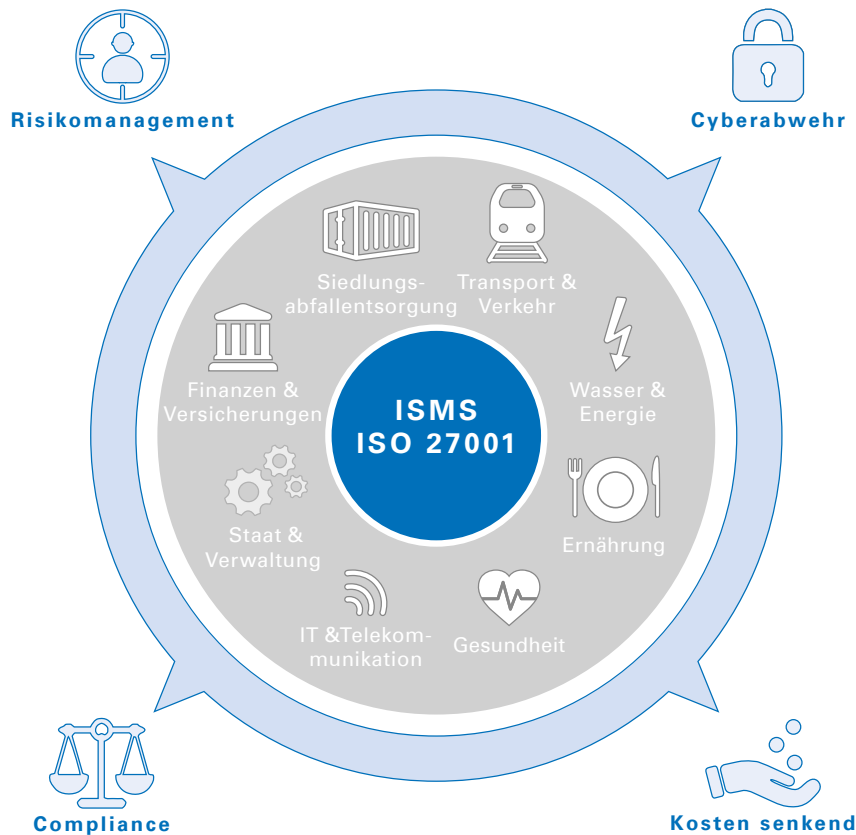 Risikomanagement
Cyberabwehr
Siedlungs-
abfallentsorgung
Transport &
Verkehr
Finanzen &
Versicherungen
Wasser &
Energie
ISMS
ISO 27001
Staat &
Verwaltung
Ernährung
IT &Telekom-
munikation
Gesundheit
Compliance
Kosten senkend